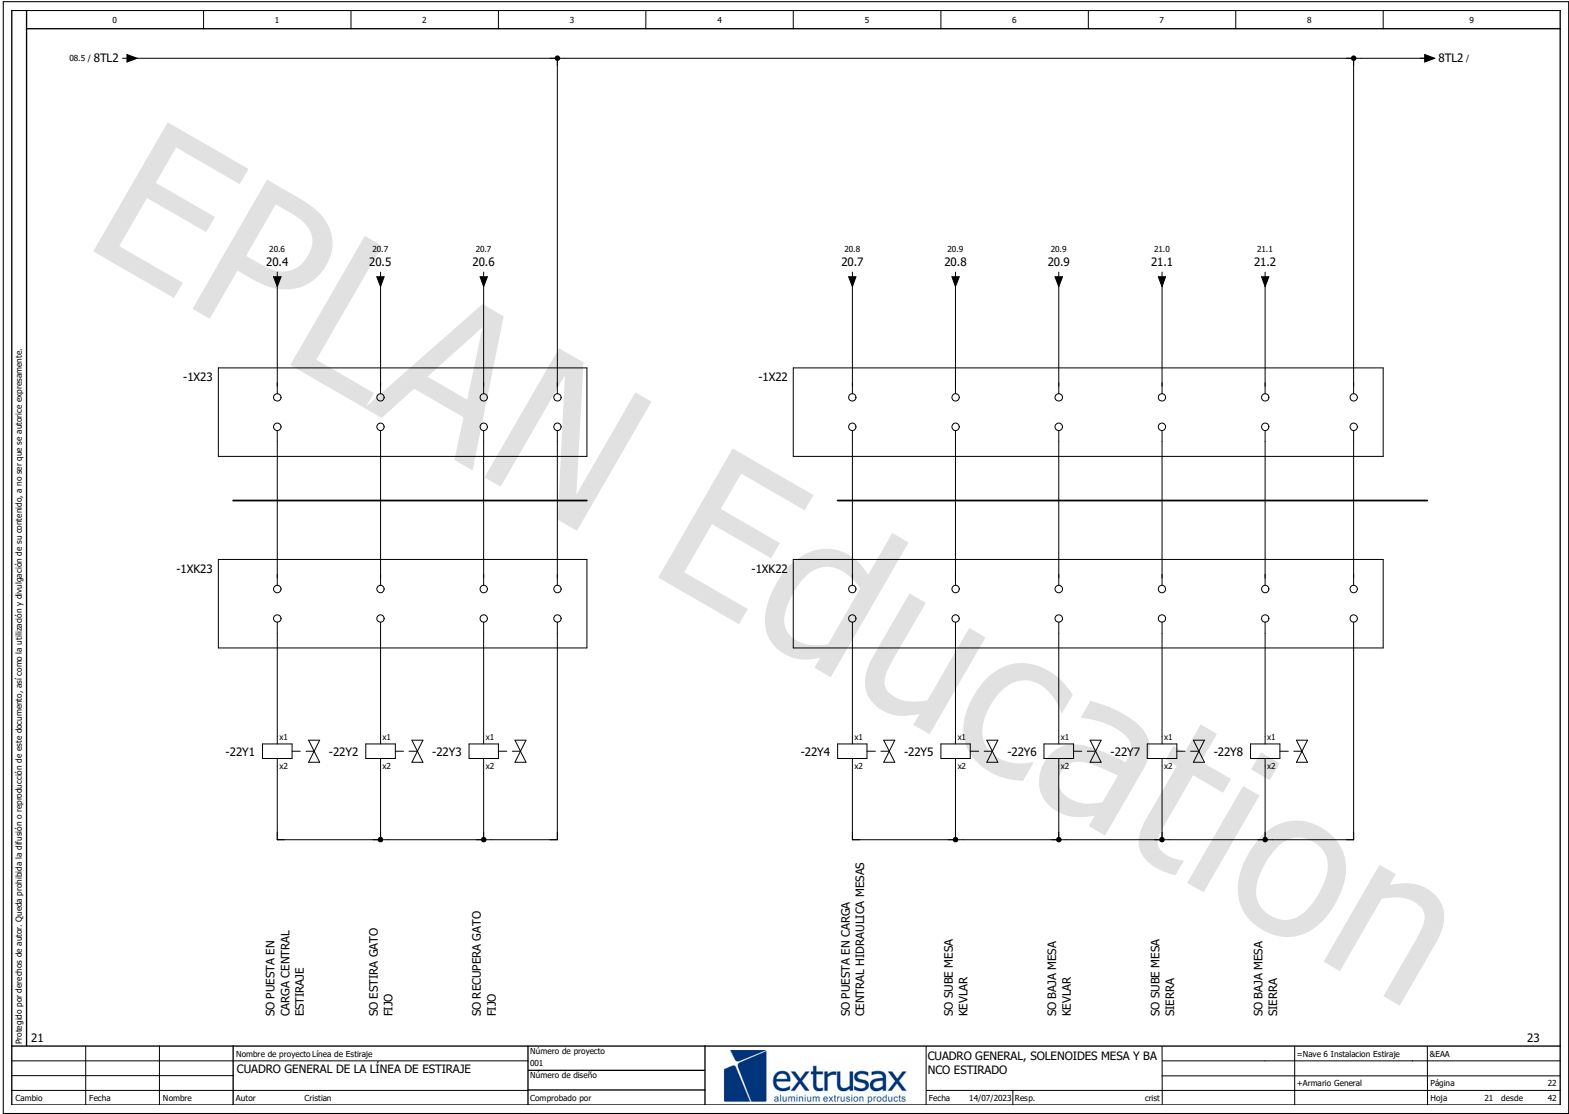 0 1 2 3 4 5 6 7 8 9
08.5 / 8TL2
8TL2 /
20.6 20.7 20.7 20.8 20.9 20.9 21.0 21.1
20.4 20.5 20.6 20.7 20.8 20.9 21.1 21.2
-1X23
-1X22
-1XK23
-1XK22
x1 x1 x1 x1 x1 x1 x1 x1
-22Y1 -22Y2 -22Y3 -22Y4 -22Y5 -22Y6 -22Y7 -22Y8
x2 x2 x2 x2 x2 x2 x2 x2
SO PUESTA EN
CARGA CENTRAL
ESTIRAJE
SO ESTIRA GATO
FIJO
SO RECUPERA GATO
FIJO
SO PUESTA EN CARGA
CENTRAL HIDRAULICA MESAS
SO SUBE MESA
KEVLAR
SO BAJA MESA
KEVLAR
SO SUBE MESA
SIERRA
SO BAJA MESA
SIERRA
EPLAN Education
Protegido por derechos de autor. Queda prohibida la difusión o reproducción de este documento, así como la utilización y divulgación de su contenido, a no ser que se autorice expresamente.
21
23
Cambio
Fecha
Nombre
Nombre de proyecto Línea de Estiraje
CUADRO GENERAL DE LA LÍNEA DE ESTIRAJE
Autor Cristian
Número de proyecto
001
Número de diseño
Comprobado por
extrusax
aluminium extrusion products
CUADRO GENERAL, SOLENOIDES MESA Y BA
NCO ESTIRADO
Fecha 14/07/2023 Resp. crist
=Nave 6 Instalacion Estiraje
+Armario General
&EAA
Página 22
Hoja 21 desde 42